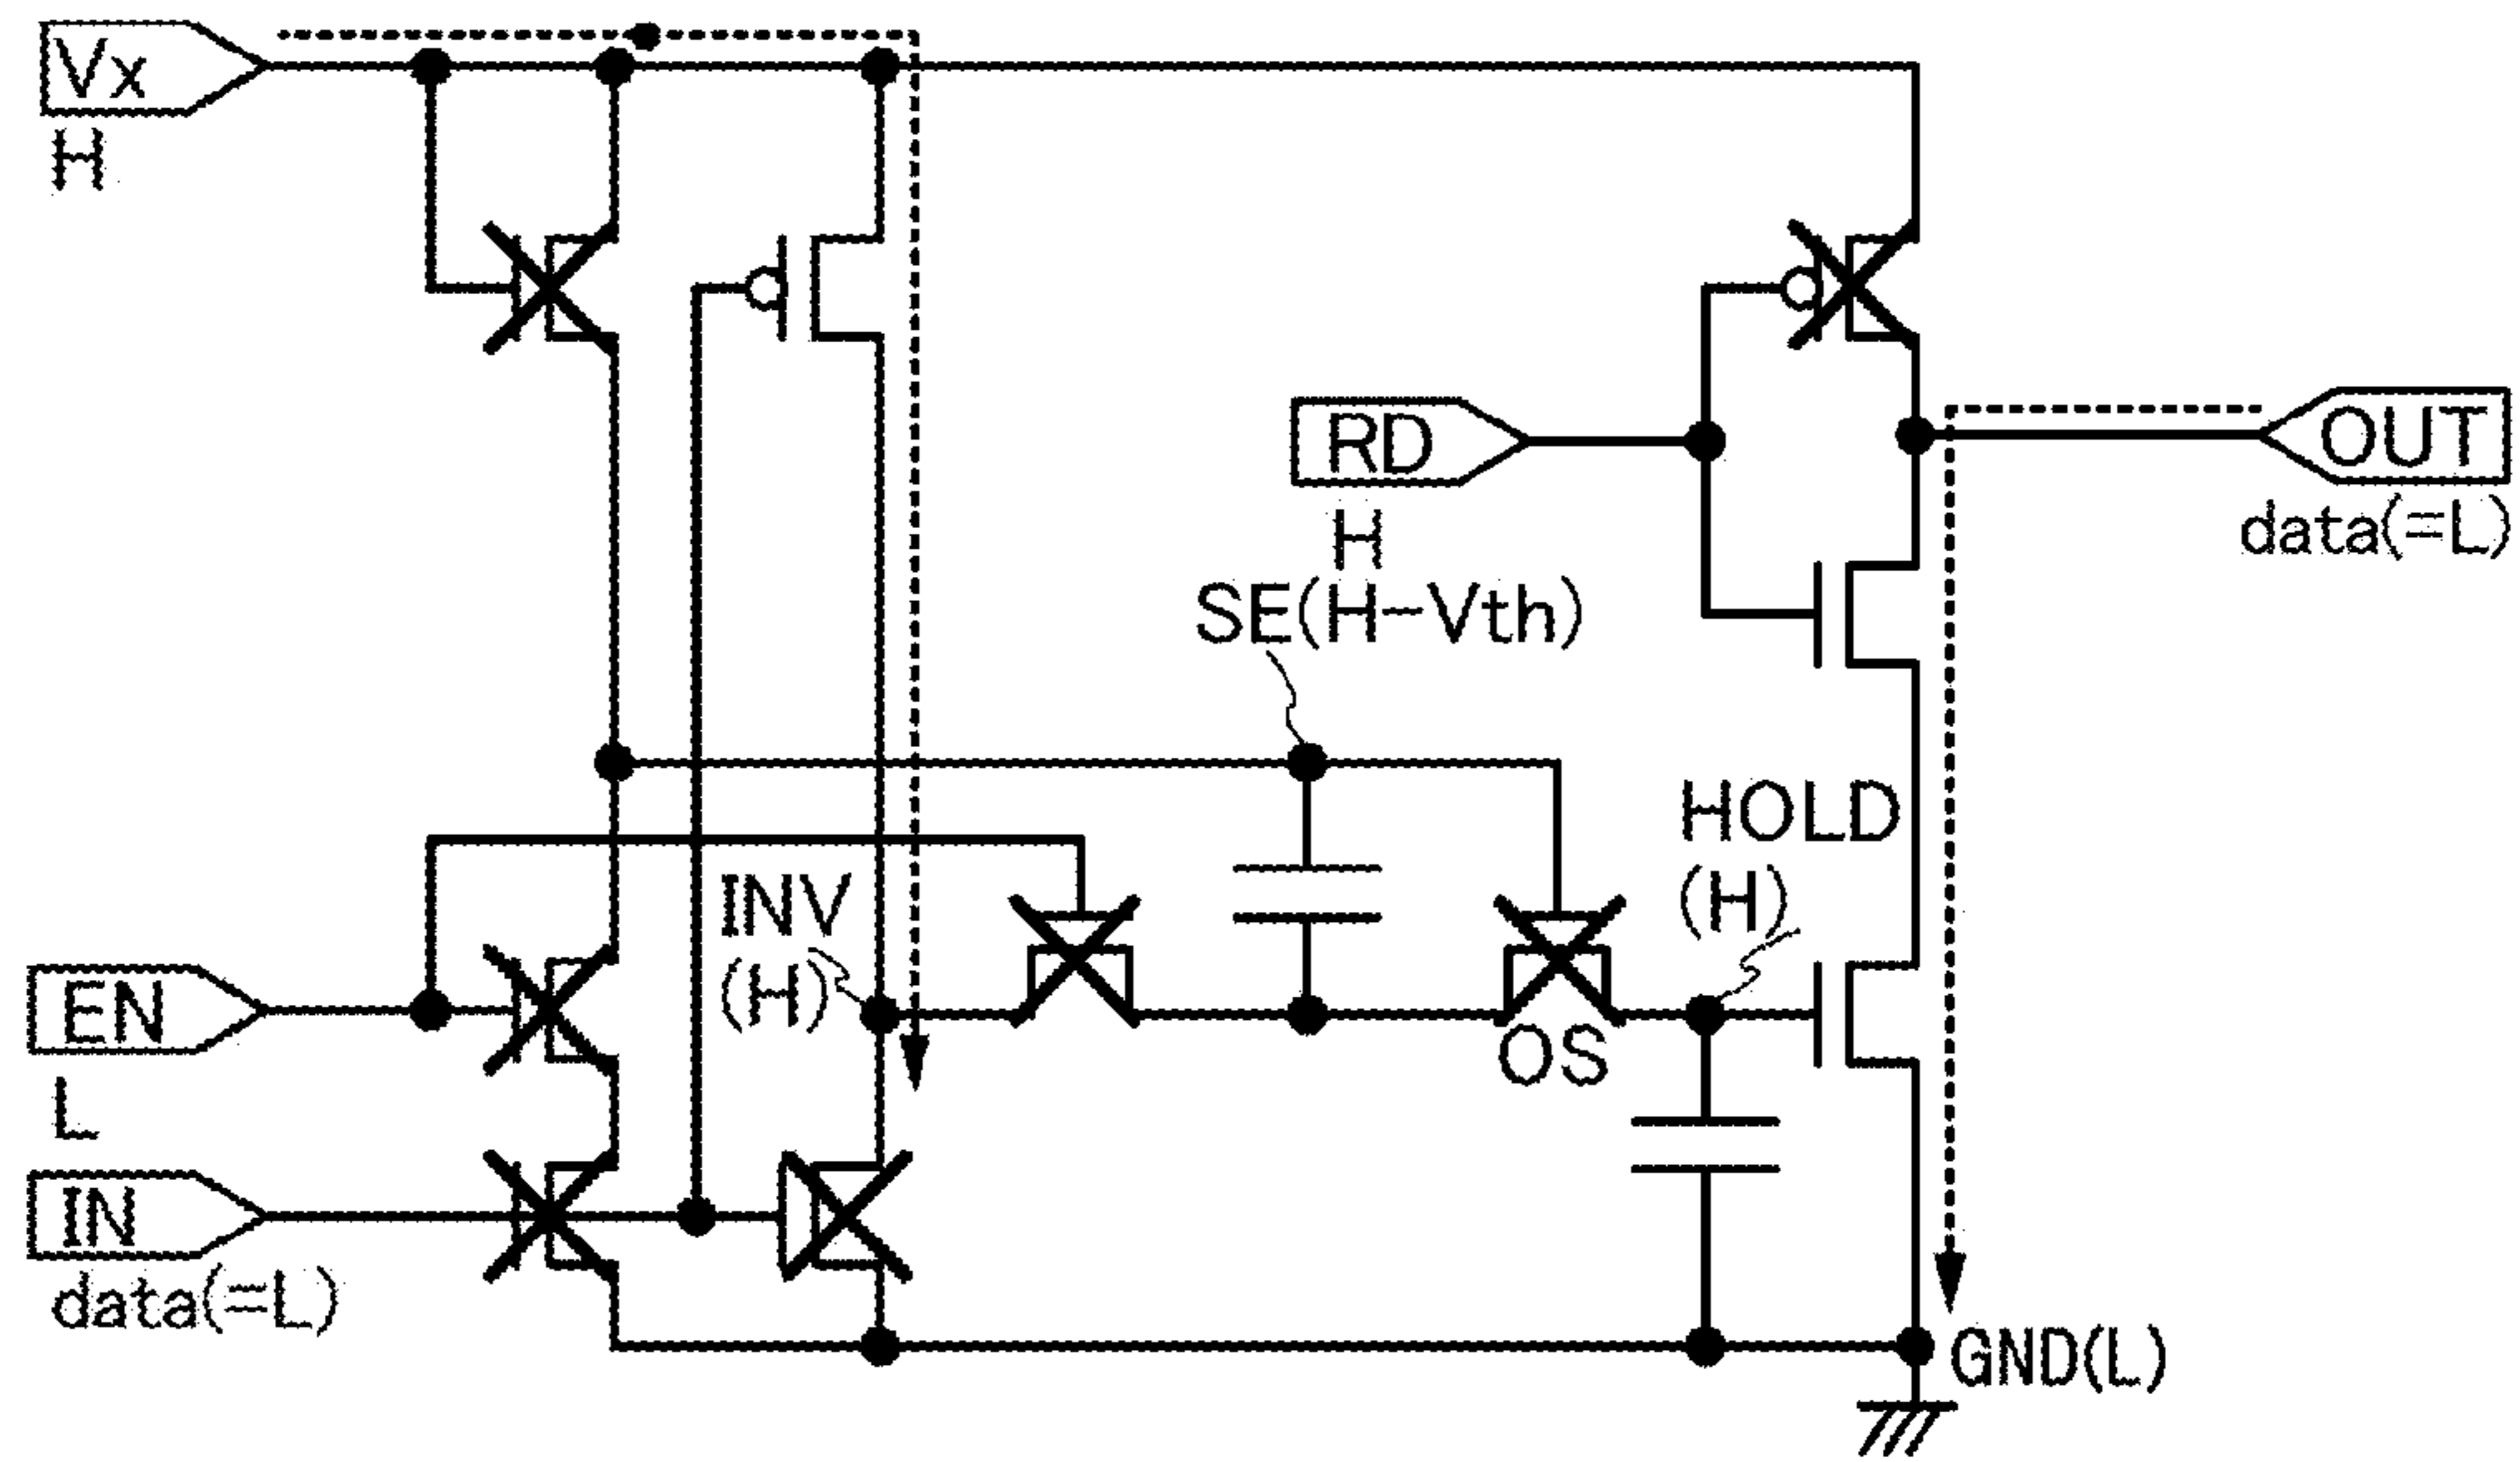 Vx
H
RD
H
OUT
data(=L)
SE(H-Vth)
HOLD
(H)
INV
(H)
EN
L
OS
IN
data(=L)
GND(L)